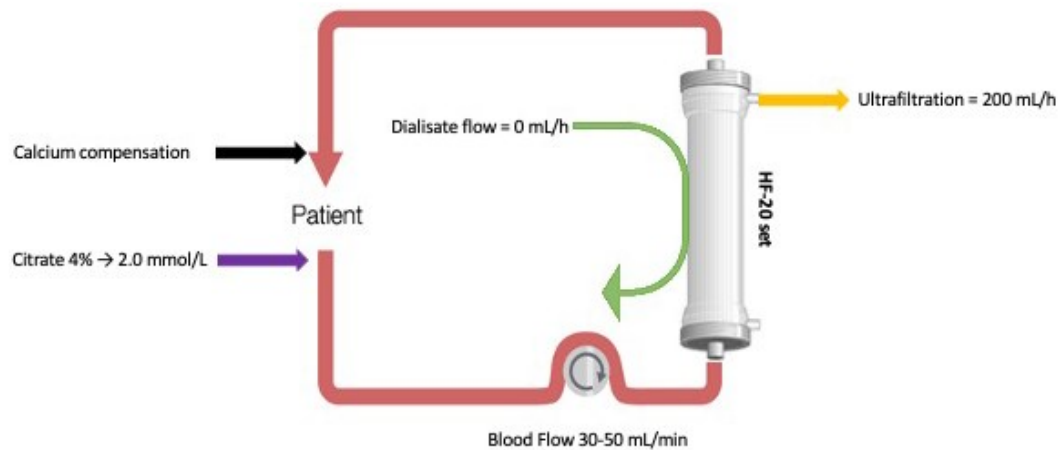 Ultrafiltration = 200 mL/h
Dialisate flow = 0 mL/h
Calcium compensation
HF-20 set
Patient
Citrate 4% → 2.0 mmol/L
Blood Flow 30-50 mL/min